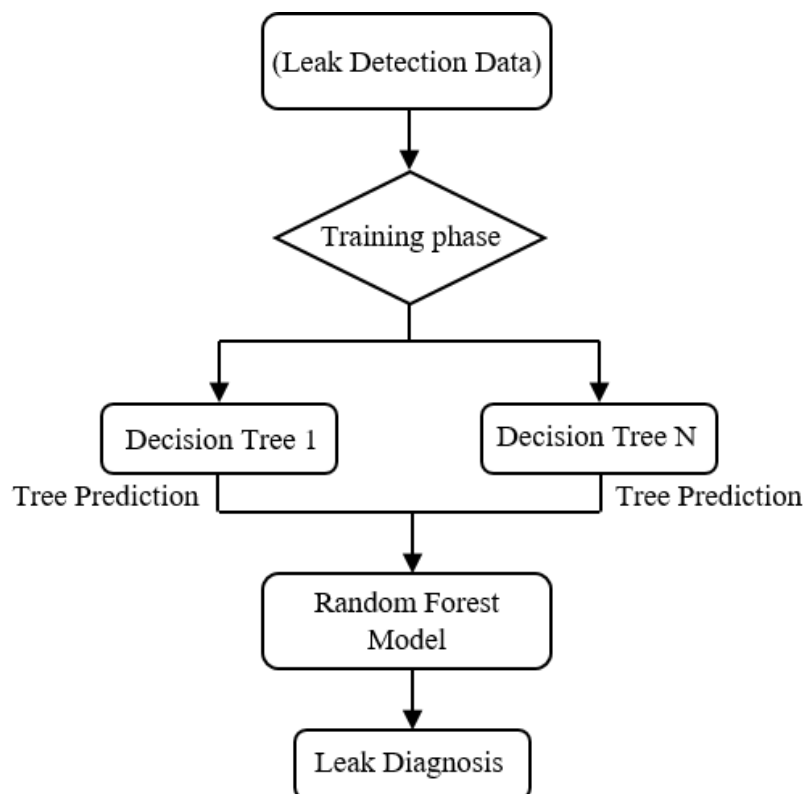 (Leak Detection Data)
Training phase
Decision Tree 1
Decision Tree N
Tree Prediction
Tree Prediction
Random Forest
Model
Leak Diagnosis